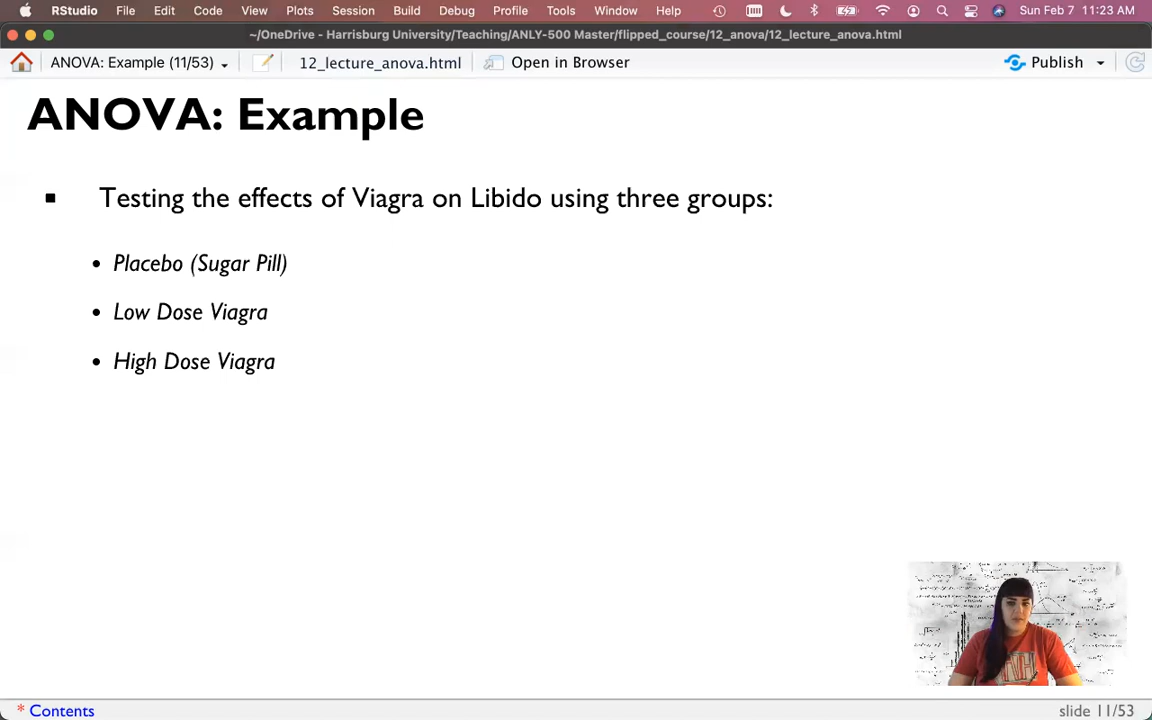 RStudio File Edit Code View Plots Session Build Debug Profile Tools Window Help Sun Feb 7 11:23 AM
~/OneDrive - Harrisburg University/Teaching/ANLY-500 Master/flipped_course/12_anova/12_lecture_anova.html
ANOVA: Example (11/53) 12_lecture_anova.html Open in Browser Publish
ANOVA: Example
Testing the effects of Viagra on Libido using three groups:
Placebo (Sugar Pill)
Low Dose Viagra
High Dose Viagra
* Contents slide 11/53